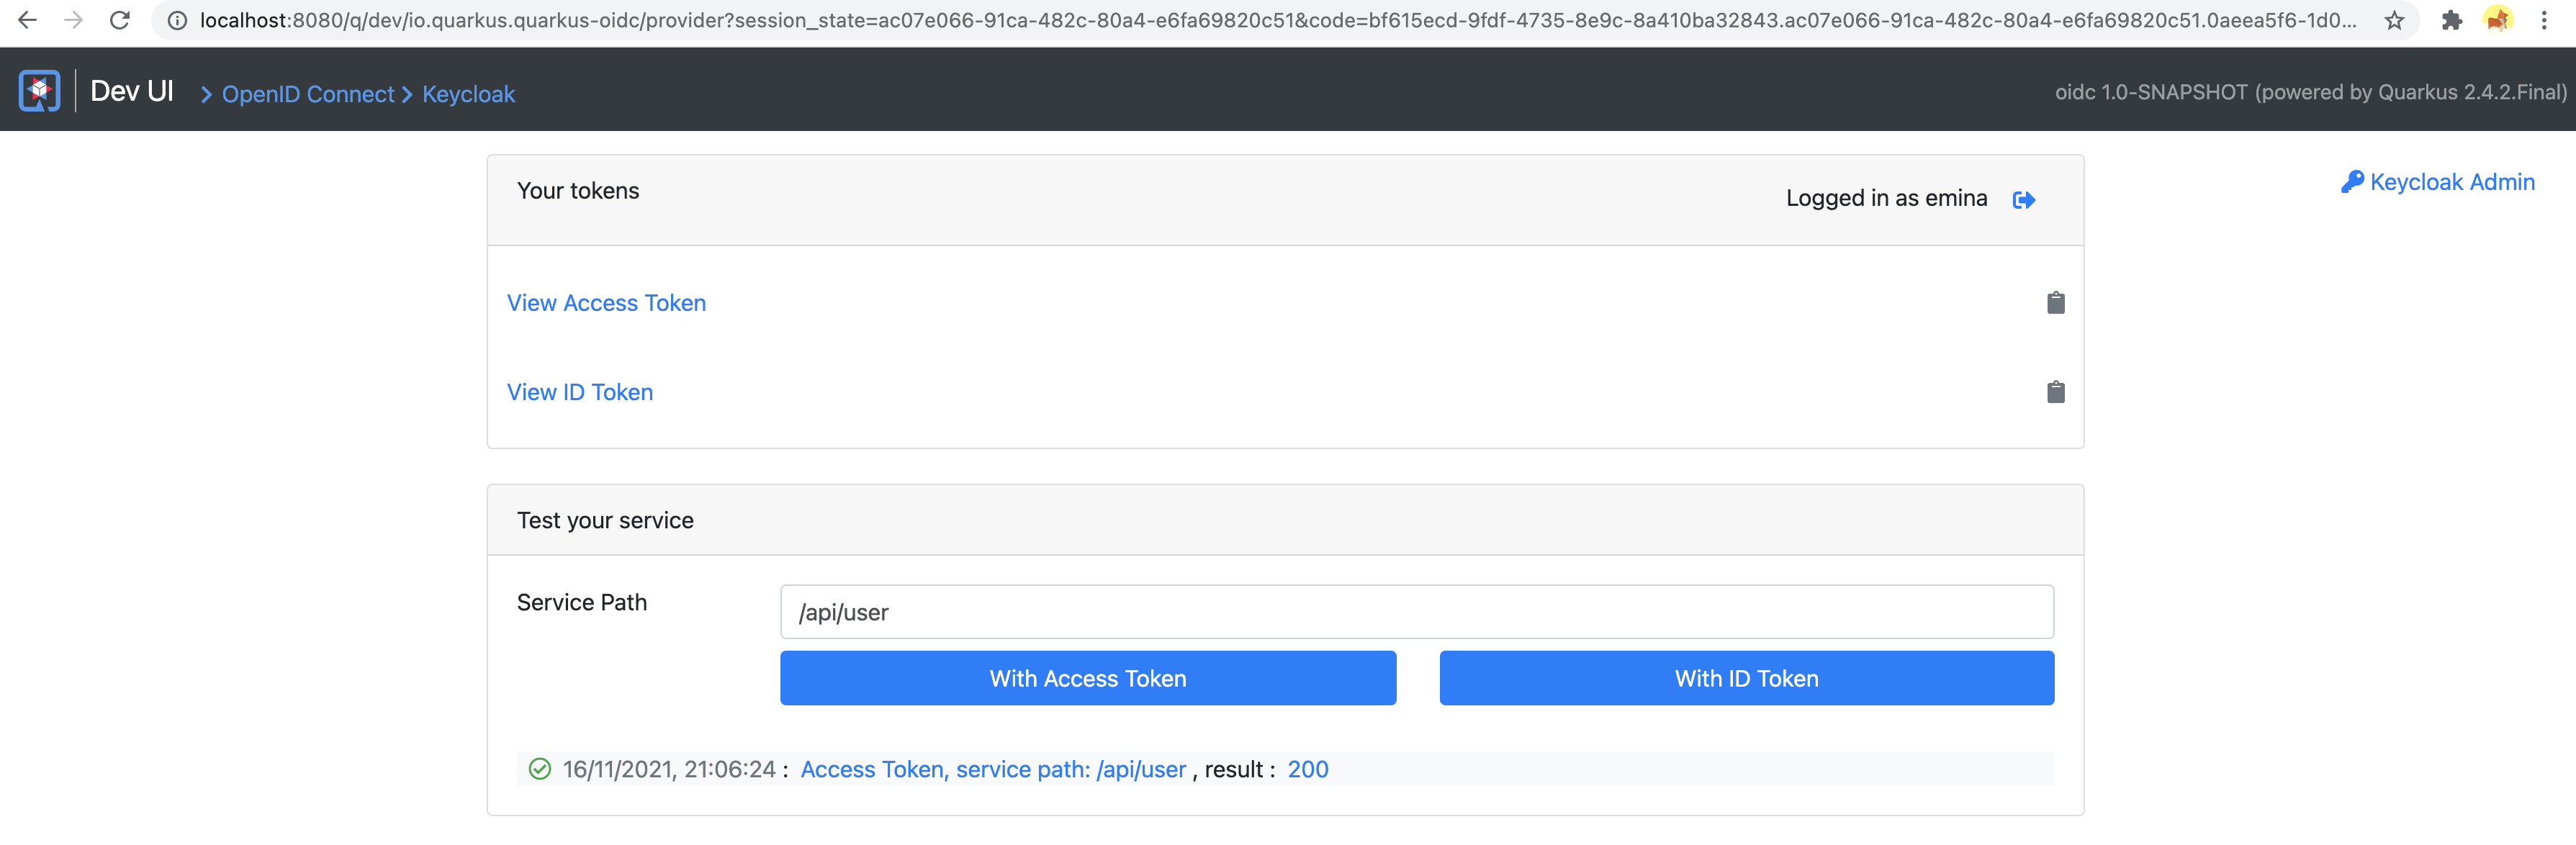 localhost:8080/q/dev/io.quarkus.quarkus-oidc/provider?session_state=ac07e066-91ca-482c-80a4-e6fa69820c51&code=bf615ecd-9fdf-4735-8e9c-8a410ba32843.ac07e066-91ca-482c-80a4-e6fa69820c51.0aeea5f6-1d0...
Dev UI > OpenID Connect > Keycloak oidc 1.0-SNAPSHOT (powered by Quarkus 2.4.2.Final)
Your tokens Logged in as emina
Keycloak Admin
View Access Token
View ID Token
Test your service
Service Path /api/user
With Access Token With ID Token
16/11/2021, 21:06:24 : Access Token, service path: /api/user , result : 200